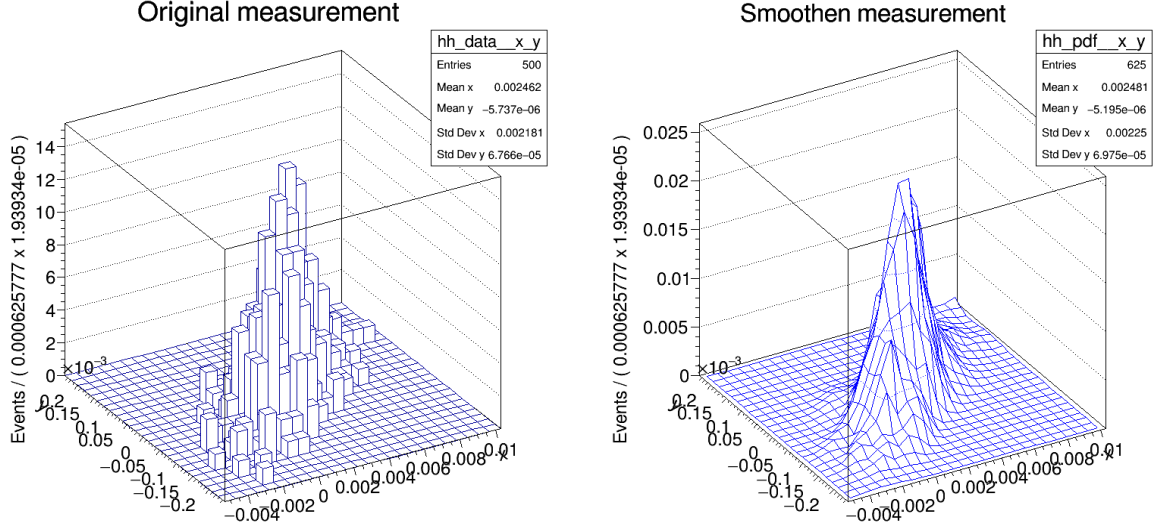 Original measurement
hh_data__x_y
Entries 500
Mean x 0.002462
Mean y −5.737e-06
Std Dev x 0.002181
Std Dev y 6.766e-05
Events / ( 0.000625777 x 1.93934e-05 )
14
12
10
8
6
4
2
0
×10⁻³
y
0.2
0.15
0.1
0.05
0
−0.05
−0.1
−0.15
−0.2
−0.004
−0.002
0
0.002
0.004
0.006
0.008
0.01
x
Smoothen measurement
hh_pdf__x_y
Entries 625
Mean x 0.002481
Mean y −5.195e-06
Std Dev x 0.00225
Std Dev y 6.975e-05
Events / ( 0.000625777 x 1.93934e-05 )
0.025
0.02
0.015
0.01
0.005
0
×10⁻³
y
0.2
0.15
0.1
0.05
0
−0.05
−0.1
−0.15
−0.2
−0.004
−0.002
0
0.002
0.004
0.006
0.008
0.01
x